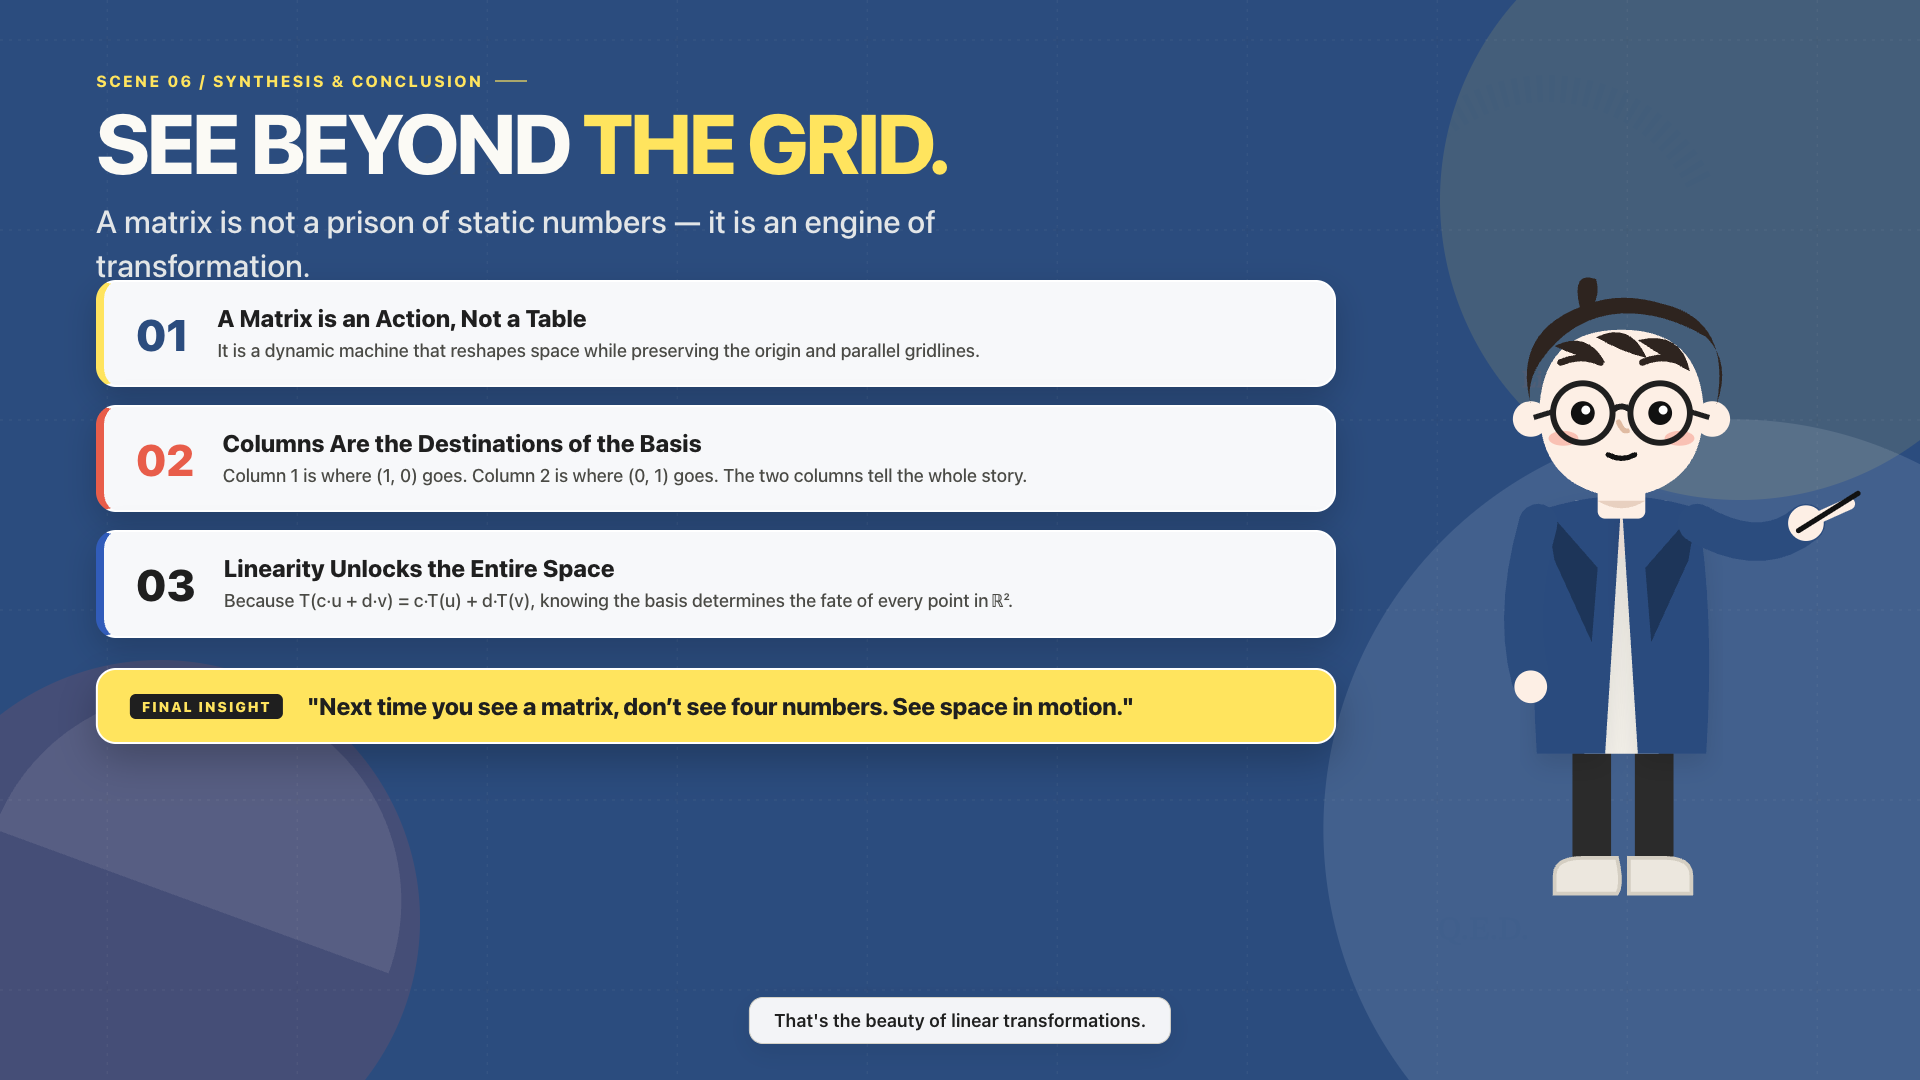 SCENE 06 / SYNTHESIS & CONCLUSION
SEE BEYOND THE GRID.
A matrix is not a prison of static numbers — it is an engine of
transformation.
01
A Matrix is an Action, Not a Table
It is a dynamic machine that reshapes space while preserving the origin and parallel gridlines.
02
Columns Are the Destinations of the Basis
Column 1 is where (1, 0) goes. Column 2 is where (0, 1) goes. The two columns tell the whole story.
03
Linearity Unlocks the Entire Space
Because T(c·u + d·v) = c·T(u) + d·T(v), knowing the basis determines the fate of every point in ℝ².
FINAL INSIGHT
"Next time you see a matrix, don’t see four numbers. See space in motion."
That's the beauty of linear transformations.